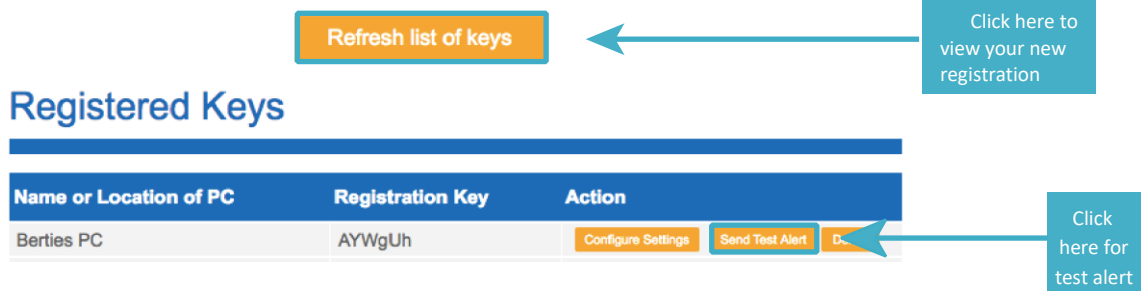 Refresh list of keys
Click here to
view your new
registration
Registered Keys
Name or Location of PC Registration Key Action
Berties PC AYWgUh Configure Settings Send Test Alert
Click
here for
test alert